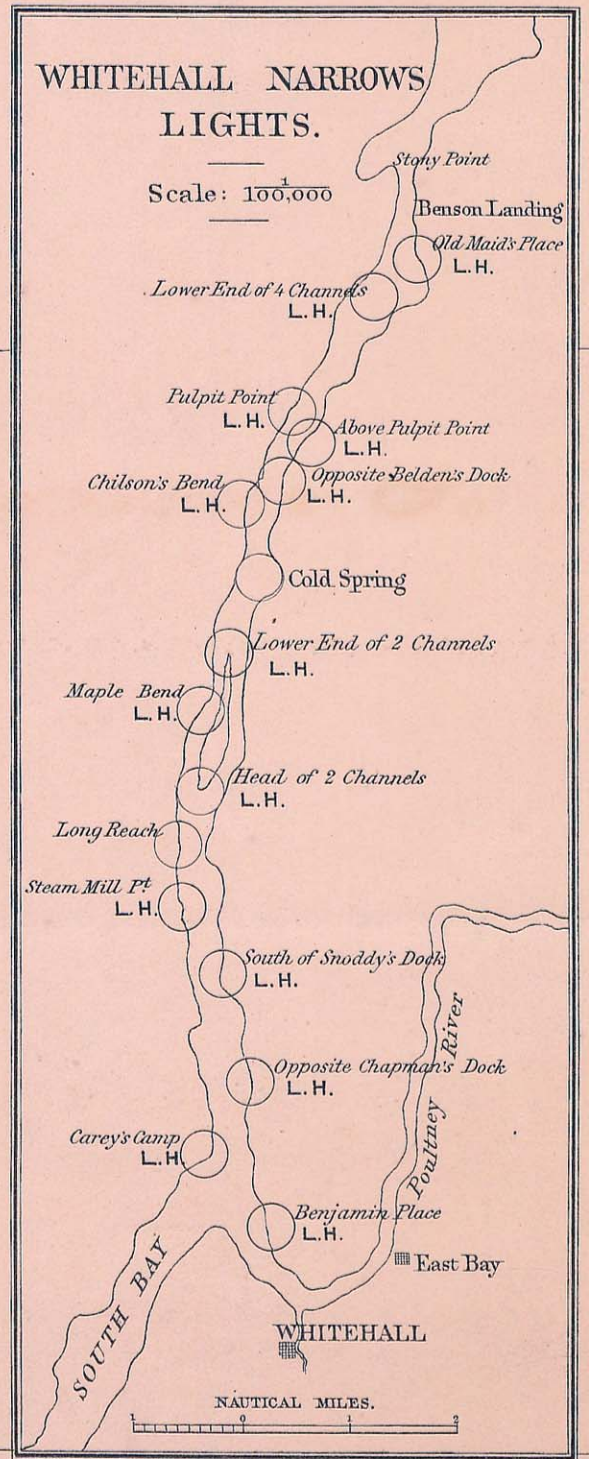 WHITEHALL NARROWS
LIGHTS.
Scale: 1/100,000
Stony Point
Benson Landing
Old Maid's Place
L.H.
Lower End of 4 Channels
L.H.
Pulpit Point
L.H.
Above Pulpit Point
L.H.
Opposite Belden's Dock
L.H.
Chilson's Bend
L.H.
Cold Spring
Lower End of 2 Channels
L.H.
Maple Bend
L.H.
Head of 2 Channels
L.H.
Long Reach
Steam Mill Pt
L.H.
South of Snoddy's Dock
L.H.
Poultney River
Opposite Chapman's Dock
L.H.
Carey's Camp
L.H.
Benjamin Place
L.H.
East Bay
SOUTH BAY
WHITEHALL
NAUTICAL MILES.
1 0 1 2